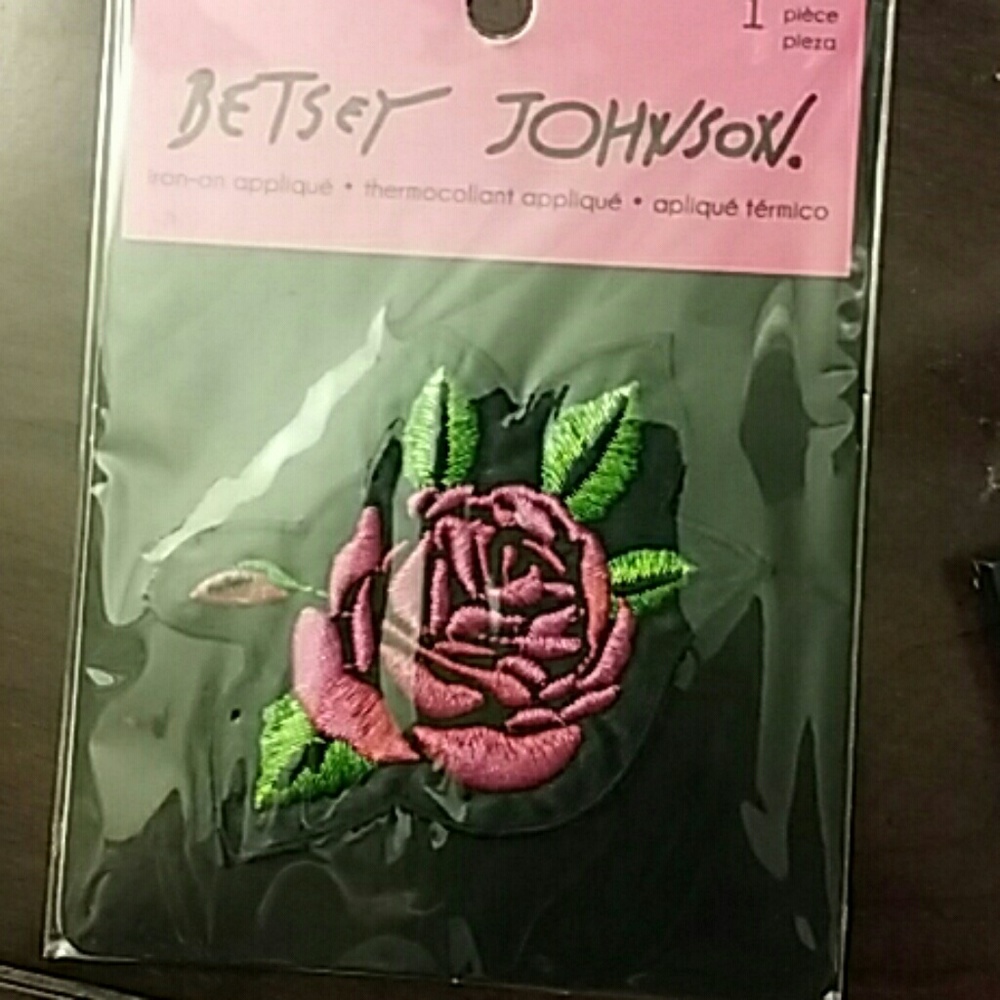 1 pièce
pieza
BETSEY JOHNSON.
iron-on appliqué • thermocollant appliqué • apliqué térmico